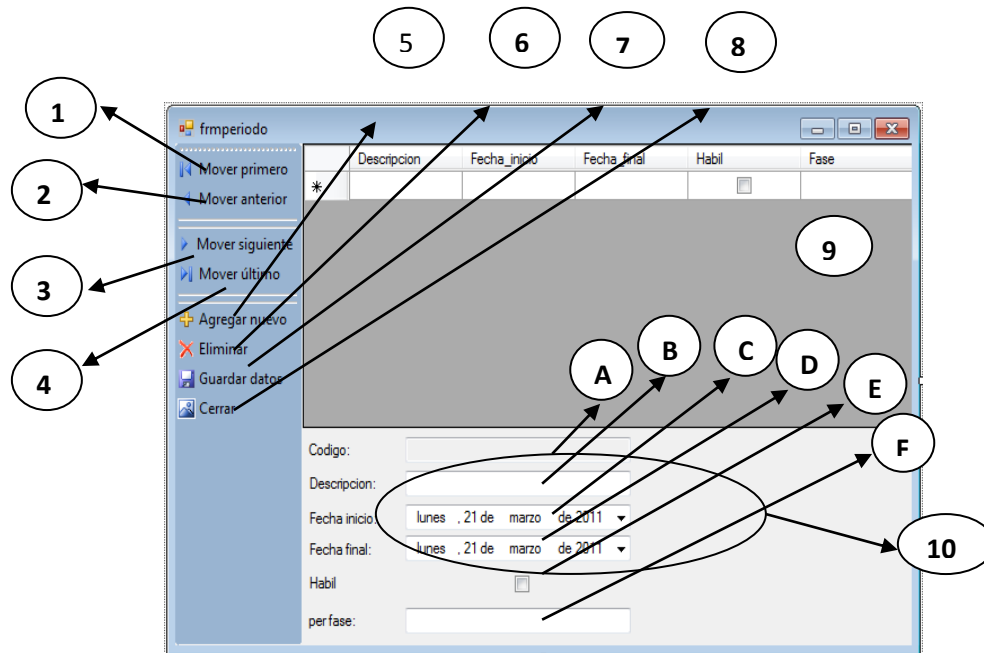 5 6 7 8
1
frmperiodo
Mover primero
2
Mover anterior
Descripcion Fecha_inicio Fecha_final Habil Fase
*
Mover siguiente
3
Mover último
9
Agregar nuevo
Eliminar
4
Guardar datos
Cerrar
A B C D E F
Codigo:
Descripcion:
Fecha inicio: lunes , 21 de marzo de 2011
Fecha final: lunes , 21 de marzo de 2011
10
Habil
per fase: